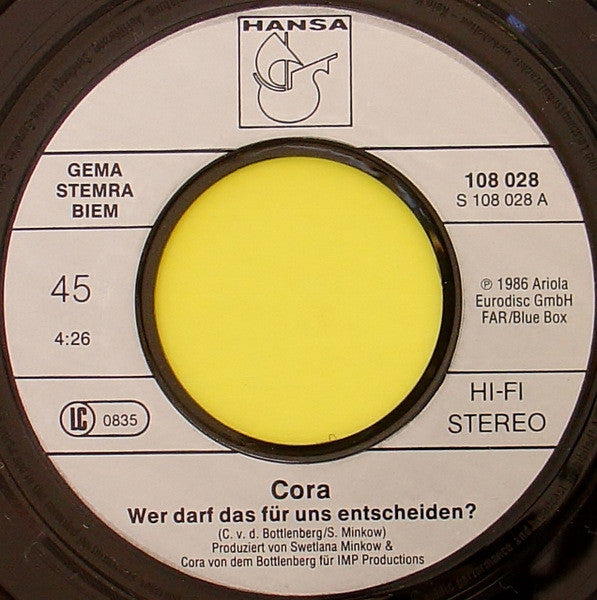 HANSA
GEMA
STEMRA
BIEM
108 028
S 108 028 A
45
4:26
℗ 1986 Ariola
Eurodisc GmbH
FAR/Blue Box
LC 0835
HI-FI
STEREO
Cora
Wer darf das für uns entscheiden?
(C. v. d. Bottlenberg/S. Minkow)
Produziert von Swetlana Minkow &
Cora von dem Bottlenberg für IMP Productions